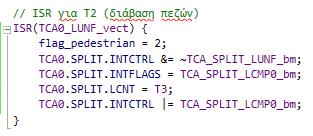 // ISR για T2 (διάβαση πεζών)
ISR(TCA0_LUNF_vect) {
flag_pedestrian = 2;
TCA0.SPLIT.INTCTRL &= ~TCA_SPLIT_LUNF_bm;
TCA0.SPLIT.INTFLAGS = TCA_SPLIT_LCMP0_bm;
TCA0.SPLIT.LCNT = T3;
TCA0.SPLIT.INTCTRL |= TCA_SPLIT_LCMP0_bm;
}